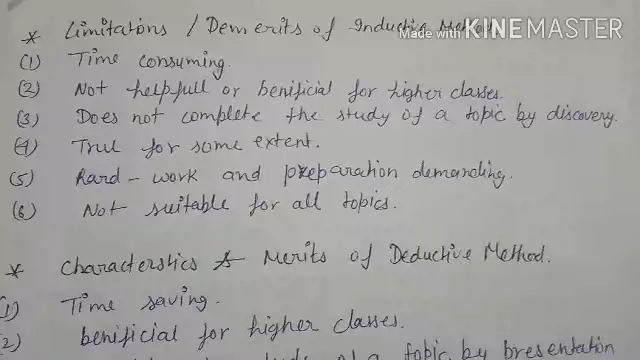 * Limitations / Demerits of Inductive
Made with KINEMASTER
(1) Time consuming.
(2) Not helpfull or benificial for higher classes.
(3) Does not complete the study of a topic by discovery.
(4) True for some extent.
(5) Rard - work and preparation demanding.
(6) Not suitable for all topics.
* Characterstics & Merits of Deductive Method.
(1) Time saving.
(2) benificial for higher classes.
of a topic by presentation